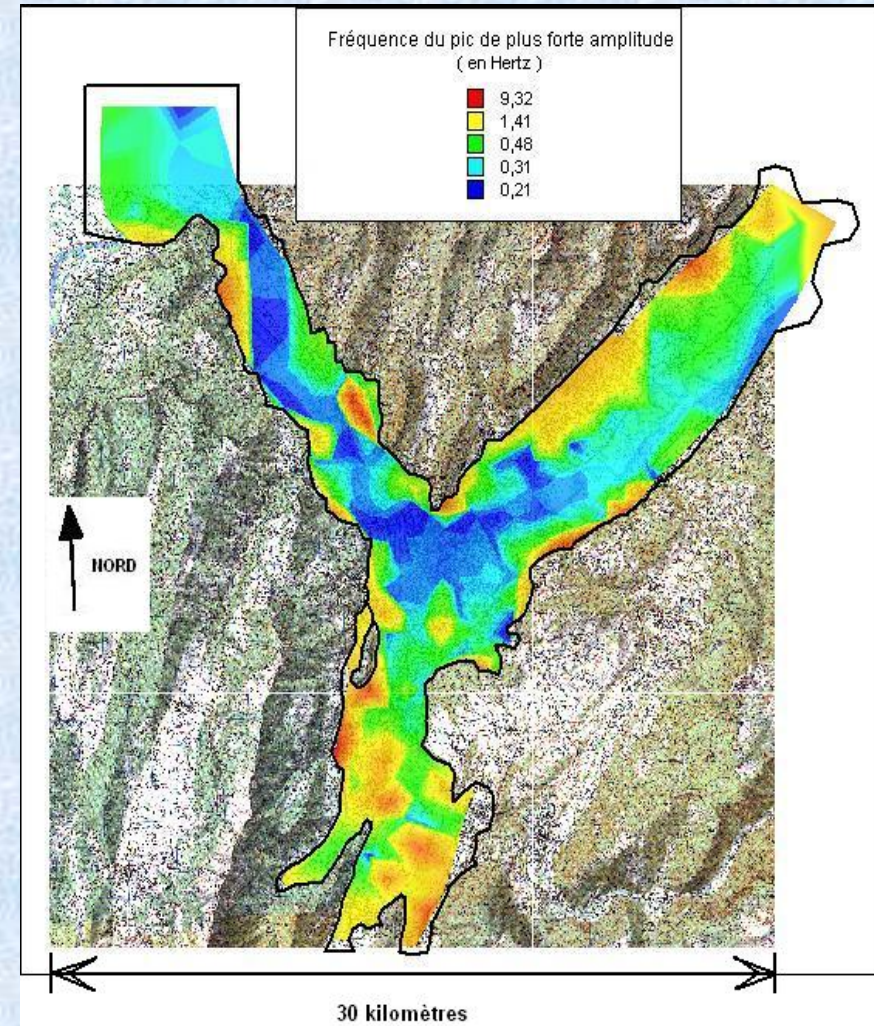 Fréquence du pic de plus forte amplitude
( en Hertz )
9,32
1,41
0,48
0,31
0,21
NORD
30 kilomètres